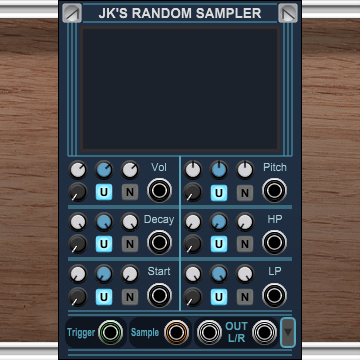 JK'S RANDOM SAMPLER
Vol Pitch
U N U N
Decay HP
U N U N
Start LP
U N U N
Trigger Sample OUT
L/R